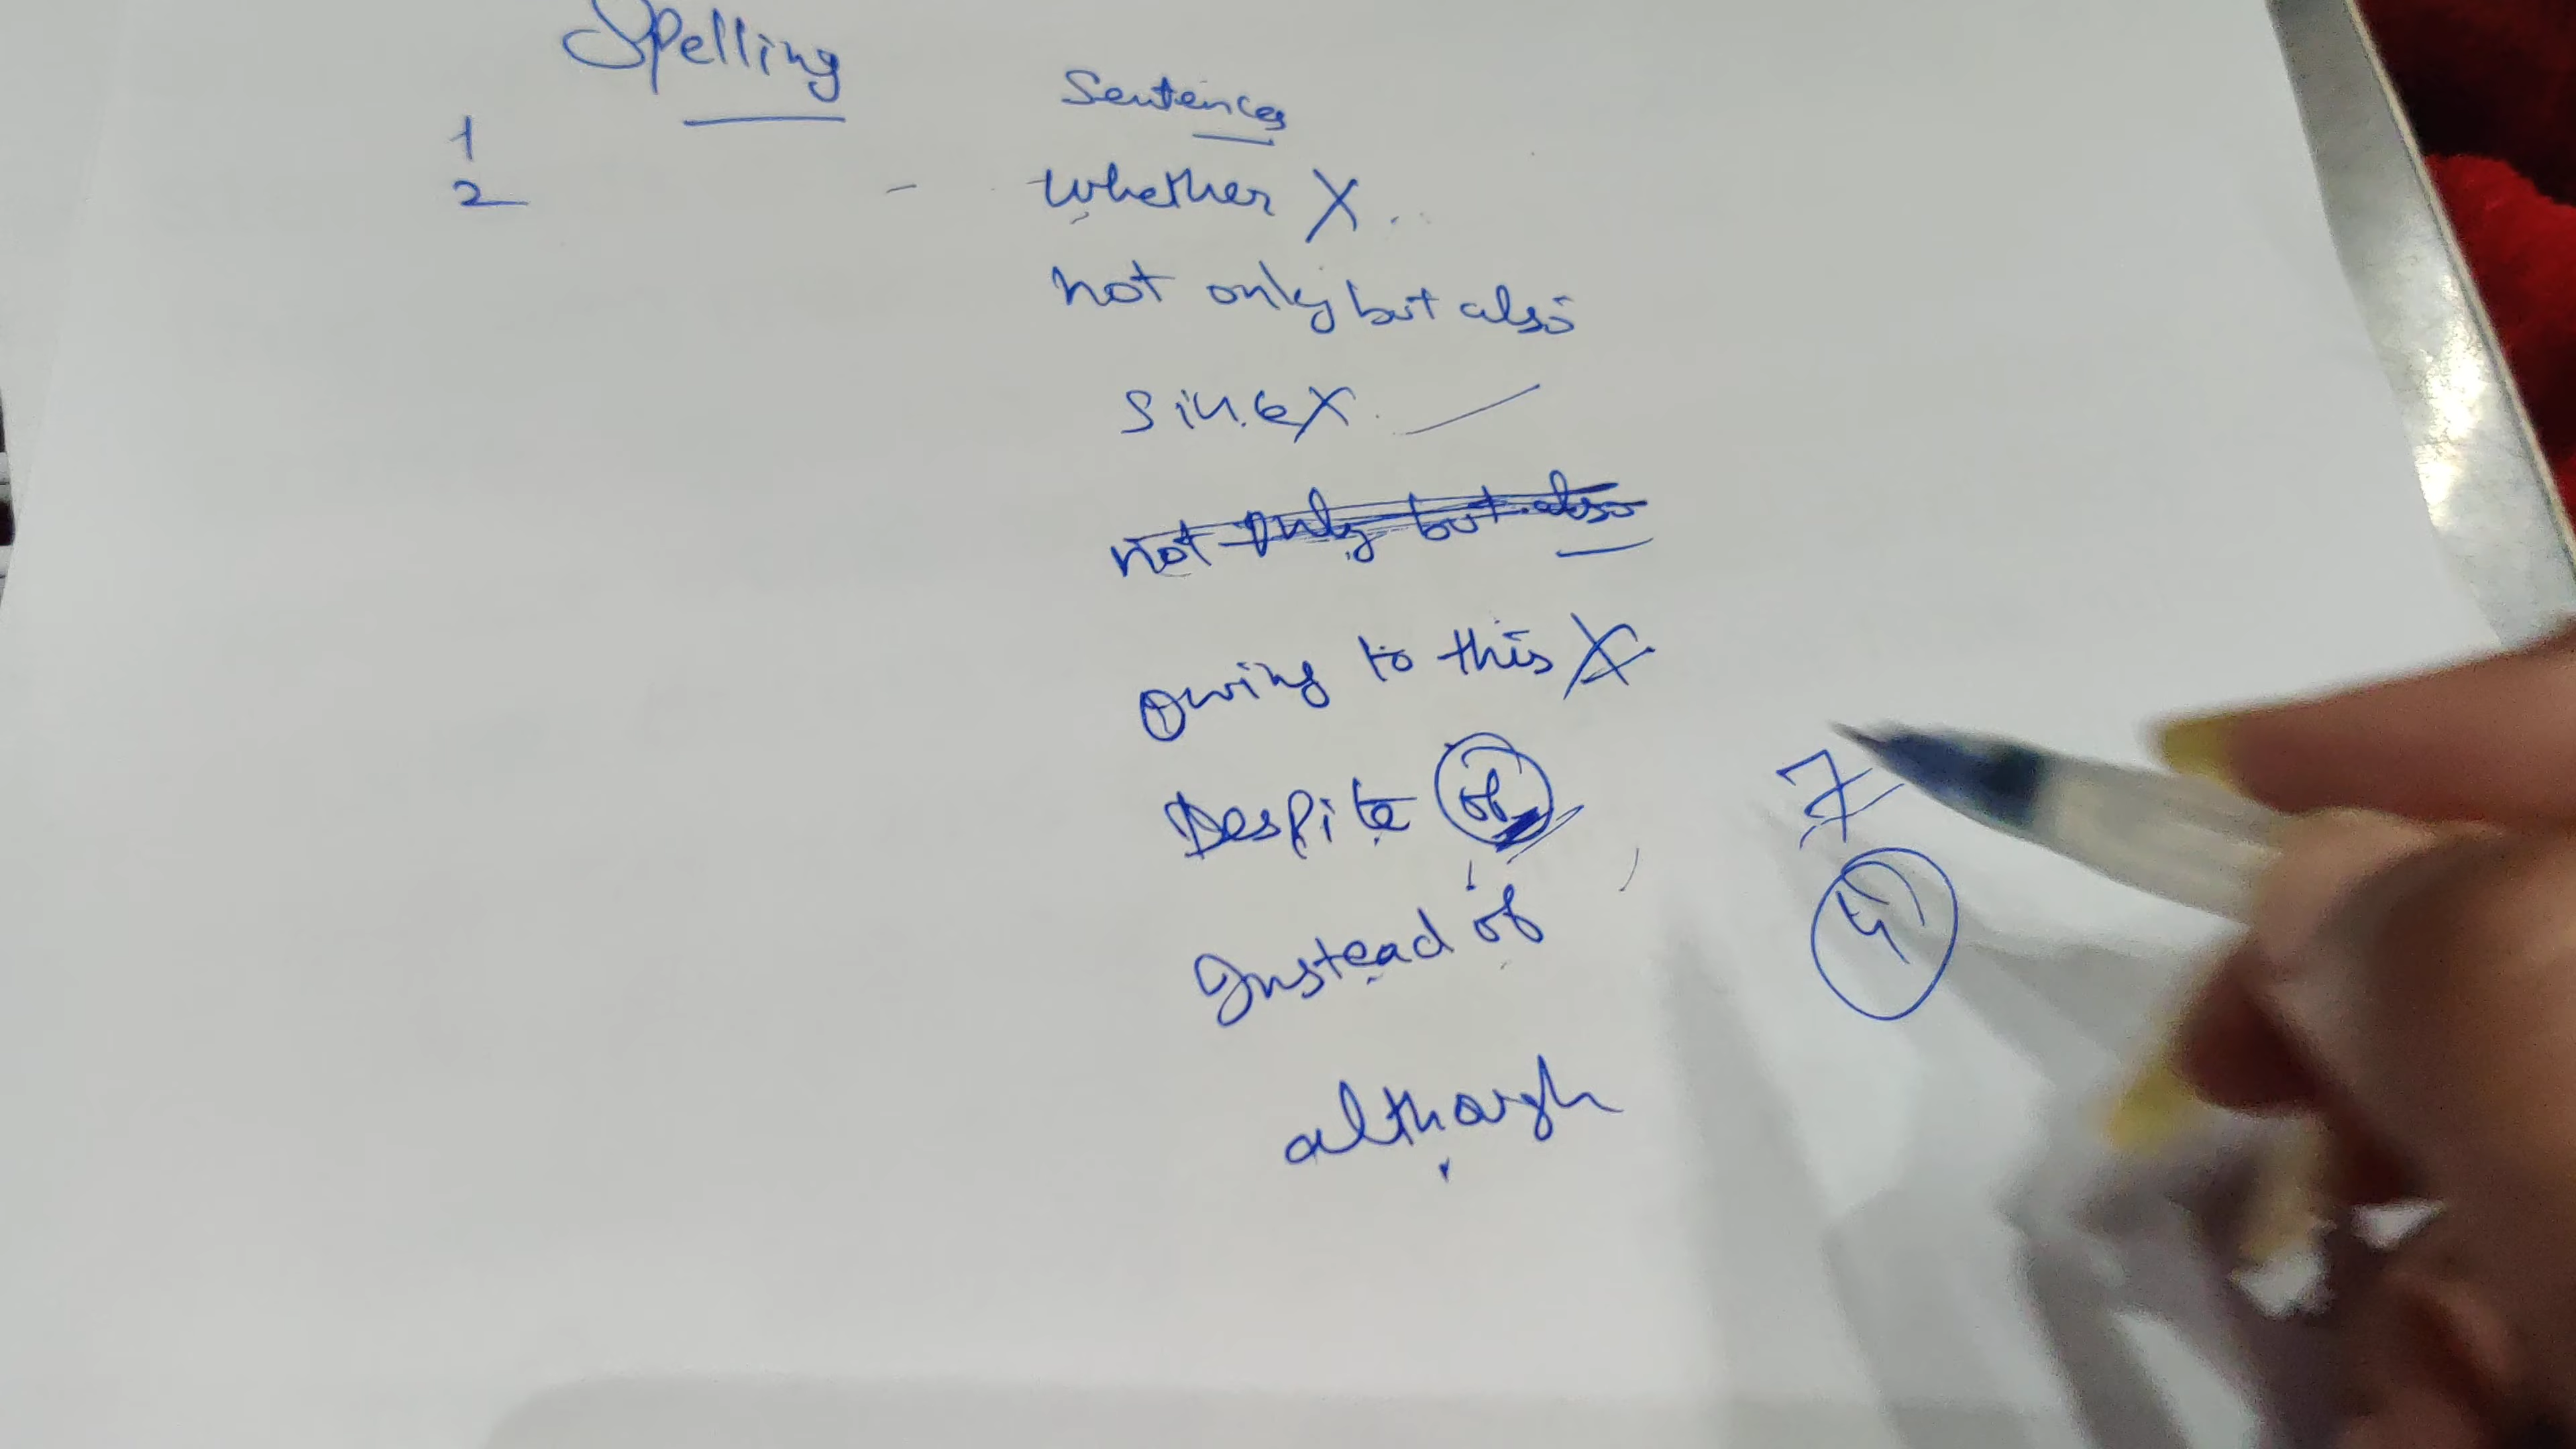 Spelling
Sentences
1
2 - whether X
not only but also
since X
not only but also
owing to this X
Despite of
Instead of
7
4
although